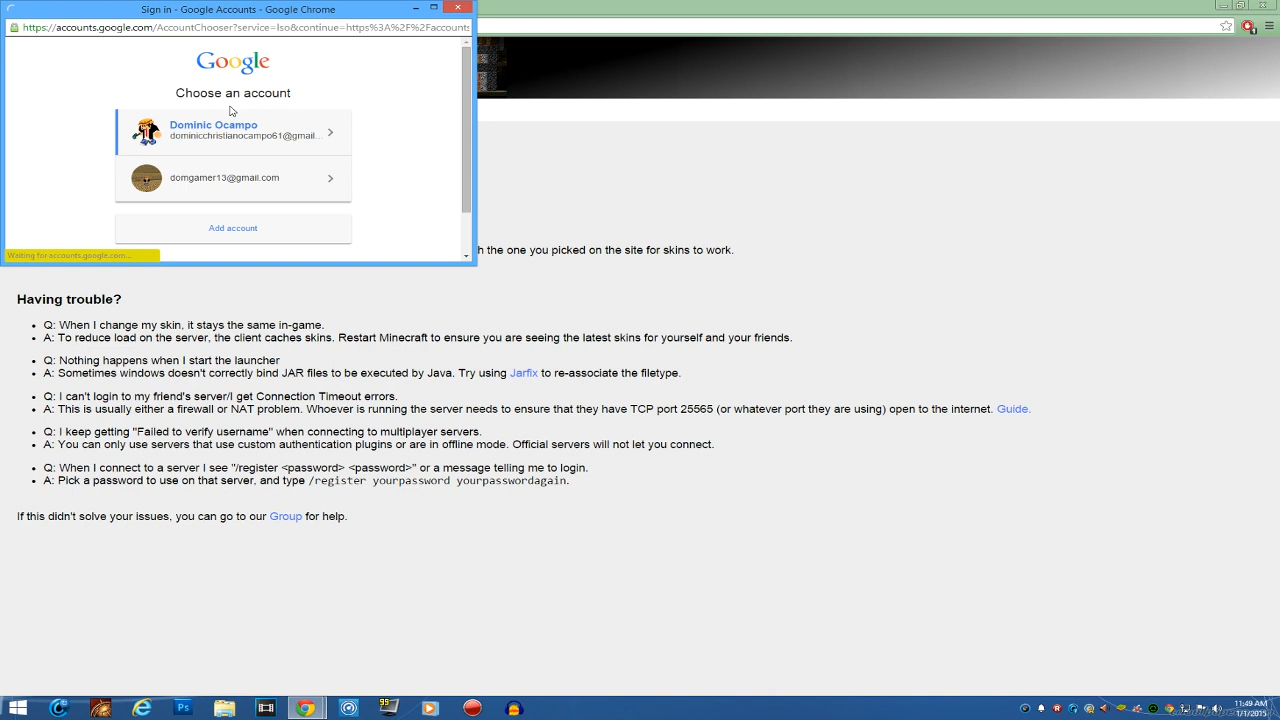 Sign in - Google Accounts - Google Chrome
https://accounts.google.com/AccountChooser?service=lso&continue=https%3A%2F%2Faccounts
Google
Choose an account
Dominic Ocampo
dominicchristianocampo61@gmail...
domgamer13@gmail.com
Add account
Waiting for accounts.google.com...
h the one you picked on the site for skins to work.
Having trouble?
Q: When I change my skin, it stays the same in-game.
A: To reduce load on the server, the client caches skins. Restart Minecraft to ensure you are seeing the latest skins for yourself and your friends.
Q: Nothing happens when I start the launcher
A: Sometimes windows doesn't correctly bind JAR files to be executed by Java. Try using Jarfix to re-associate the filetype.
Q: I can't login to my friend's server/I get Connection Timeout errors.
A: This is usually either a firewall or NAT problem. Whoever is running the server needs to ensure that they have TCP port 25565 (or whatever port they are using) open to the internet. Guide.
Q: I keep getting "Failed to verify username" when connecting to multiplayer servers.
A: You can only use servers that use custom authentication plugins or are in offline mode. Official servers will not let you connect.
Q: When I connect to a server I see "/register <password> <password>" or a message telling me to login.
A: Pick a password to use on that server, and type /register yourpassword yourpasswordagain.
If this didn't solve your issues, you can go to our Group for help.
Ps
99
11:49 AM
1/1/2015